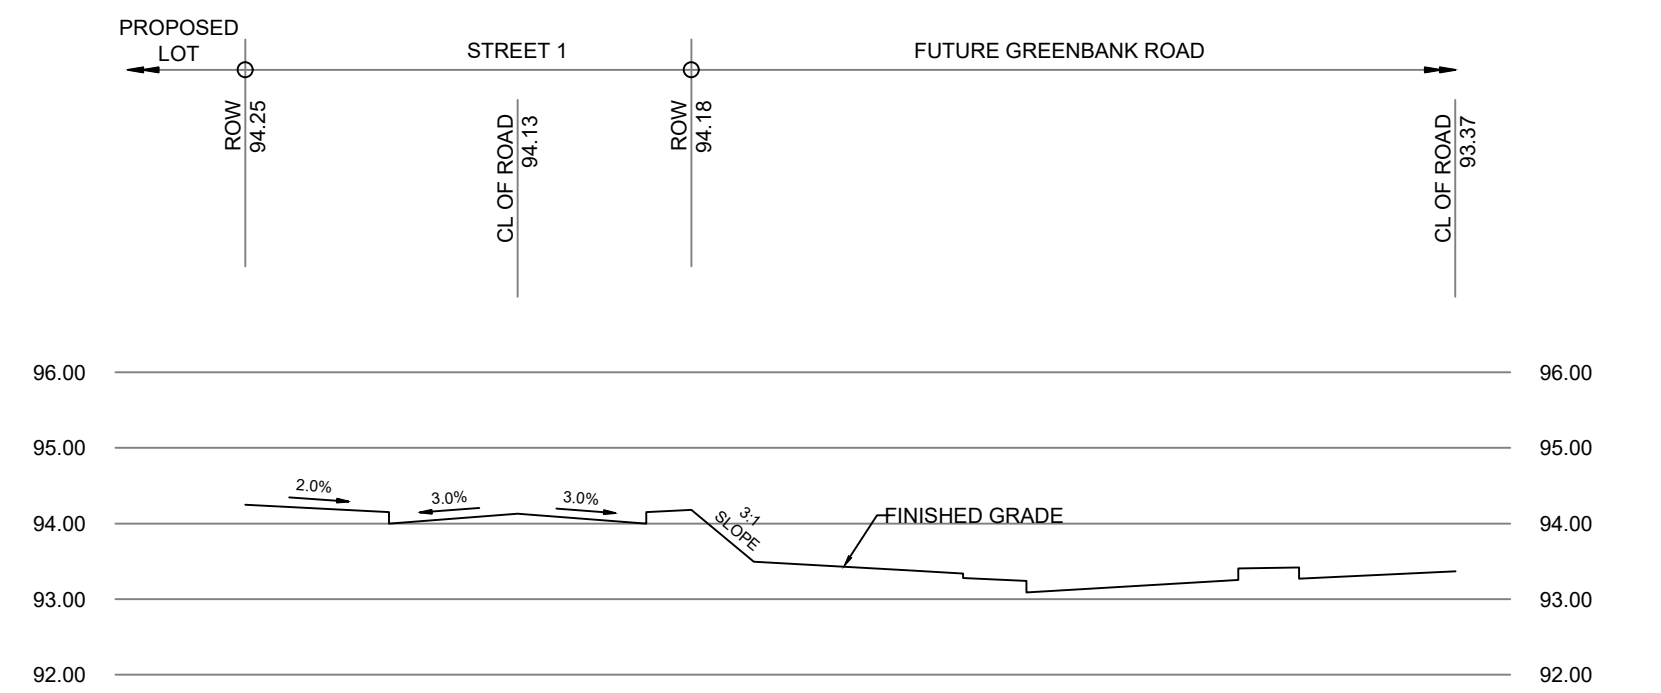 PROPOSED
LOT
STREET 1
FUTURE GREENBANK ROAD
ROW
94.25
CL OF ROAD
94.13
ROW
94.18
CL OF ROAD
93.37
96.00
96.00
95.00
95.00
2.0%
3.0%
3.0%
3:1
SLOPE
FINISHED GRADE
94.00
94.00
93.00
93.00
92.00
92.00